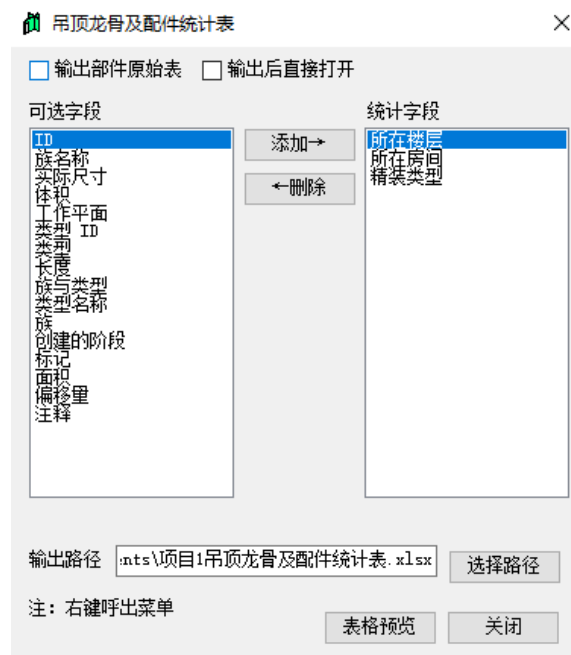 吊顶龙骨及配件统计表
输出部件原始表 输出后直接打开
可选字段
ID
族名称
实际尺寸
体积
工作平面
类型 ID
类型
长度
族与类型
类型名称
族
创建的阶段
标记
面积
偏移量
注释
添加→
←删除
统计字段
所在楼层
所在房间
精装类型
输出路径 :nts\项目1吊顶龙骨及配件统计表.xlsx 选择路径
注：右键呼出菜单
表格预览 关闭